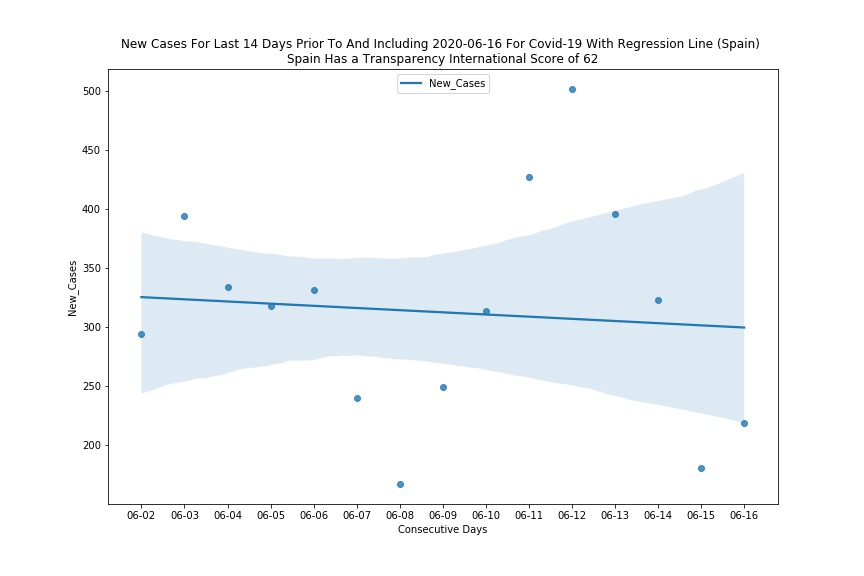 New Cases For Last 14 Days Prior To And Including 2020-06-16 For Covid-19 With Regression Line (Spain)
Spain Has a Transparency International Score of 62
New_Cases
500
450
400
350
300
250
200
New_Cases
06-02 06-03 06-04 06-05 06-06 06-07 06-08 06-09 06-10 06-11 06-12 06-13 06-14 06-15 06-16
Consecutive Days